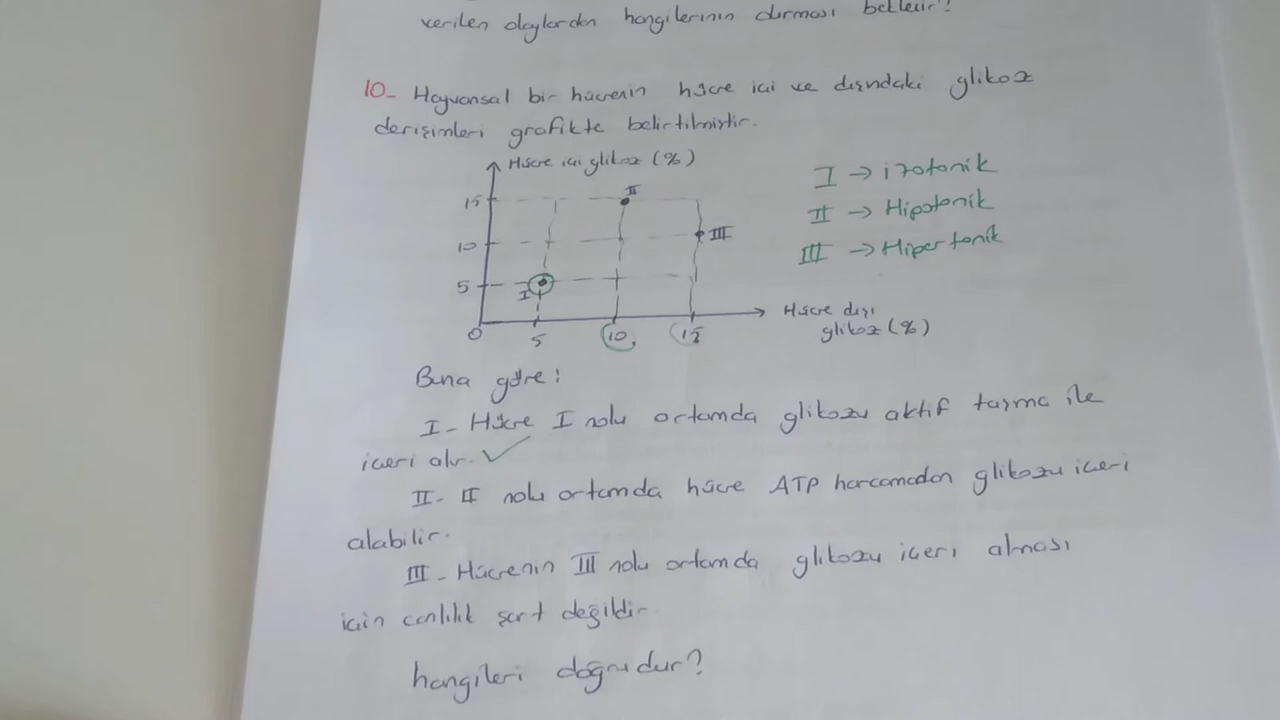 verilen olaylardan hangilerinin durması beklenir?
10- Hayvansal bir hücrenin hücre içi ve dışındaki glikoz
derişimleri grafikte belirtilmiştir.
Hücre içi glikoz (%)
15
II
10
III
5
I
0
5
10
15
Hücre dışı
glikoz (%)
I → izotonik
II → Hipotonik
III → Hipertonik
Buna göre:
I- Hücre I nolu ortamda glikozu aktif taşıma ile
içeri alır. ✓
II- II nolu ortamda hücre ATP harcamadan glikozu içeri
alabilir.
III- Hücrenin III nolu ortamda glikozu içeri alması
için canlılık şart değildir.
hangileri doğrudur?